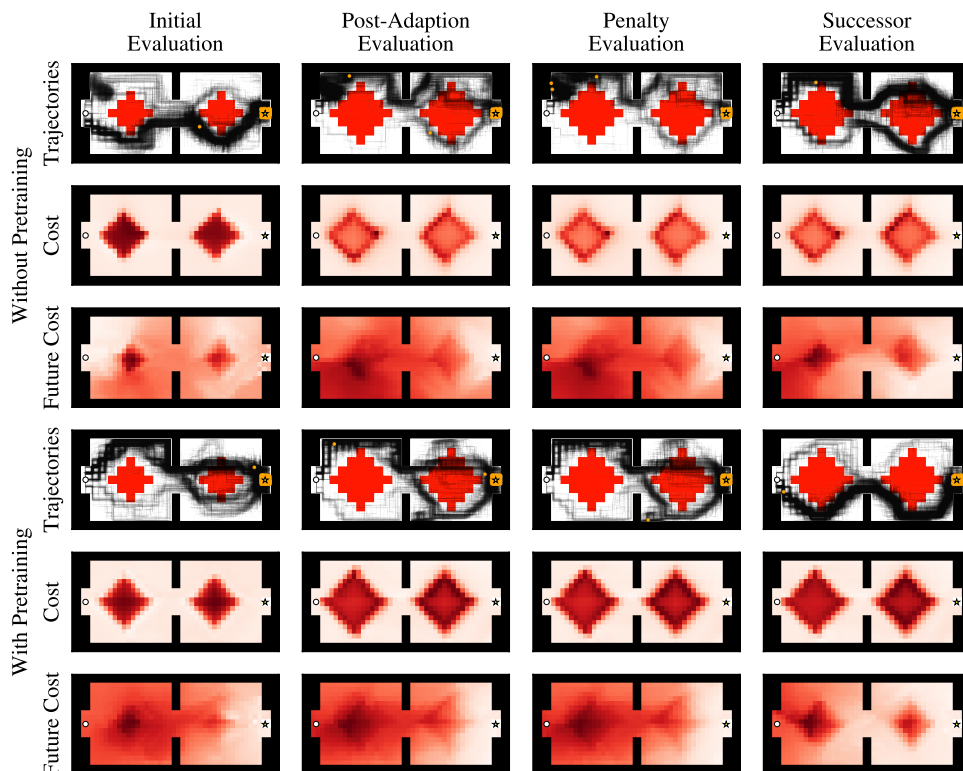 Initial
Evaluation
Post-Adaption
Evaluation
Penalty
Evaluation
Successor
Evaluation
Without Pretraining
Trajectories
Cost
Future Cost
With Pretraining
Trajectories
Cost
Future Cost